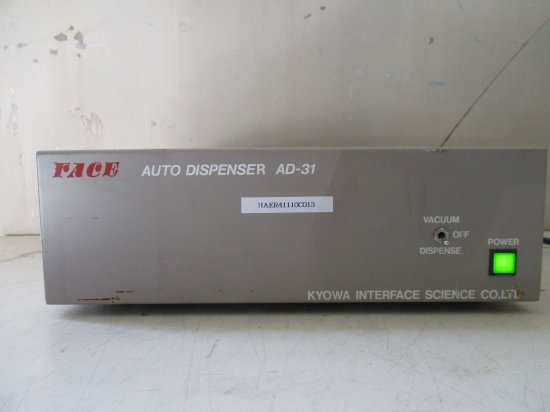 FACE AUTO DISPENSER AD-31
HAER41110CD13
VACUUM
OFF
DISPENSE
POWER
KYOWA INTERFACE SCIENCE CO.LTD.